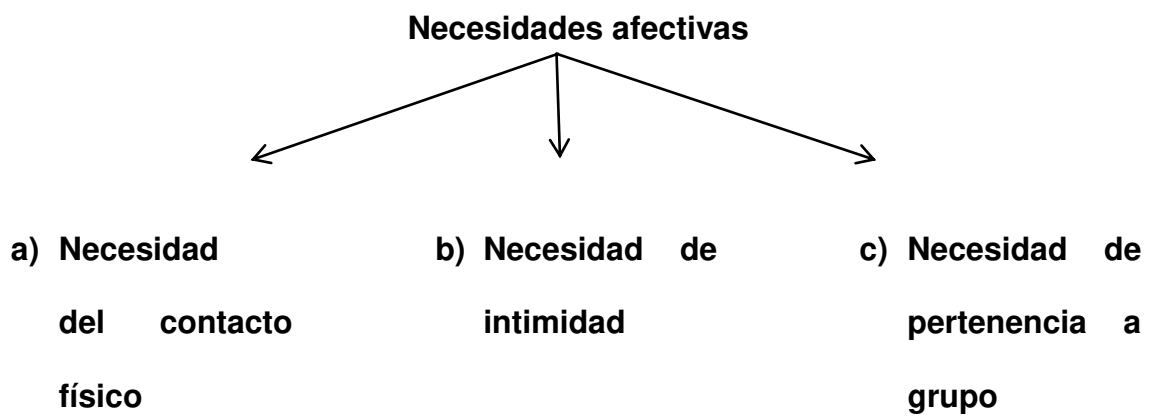 Necesidades afectivas
a) Necesidad
del contacto
físico
b) Necesidad de
intimidad
c) Necesidad de
pertenencia a
grupo